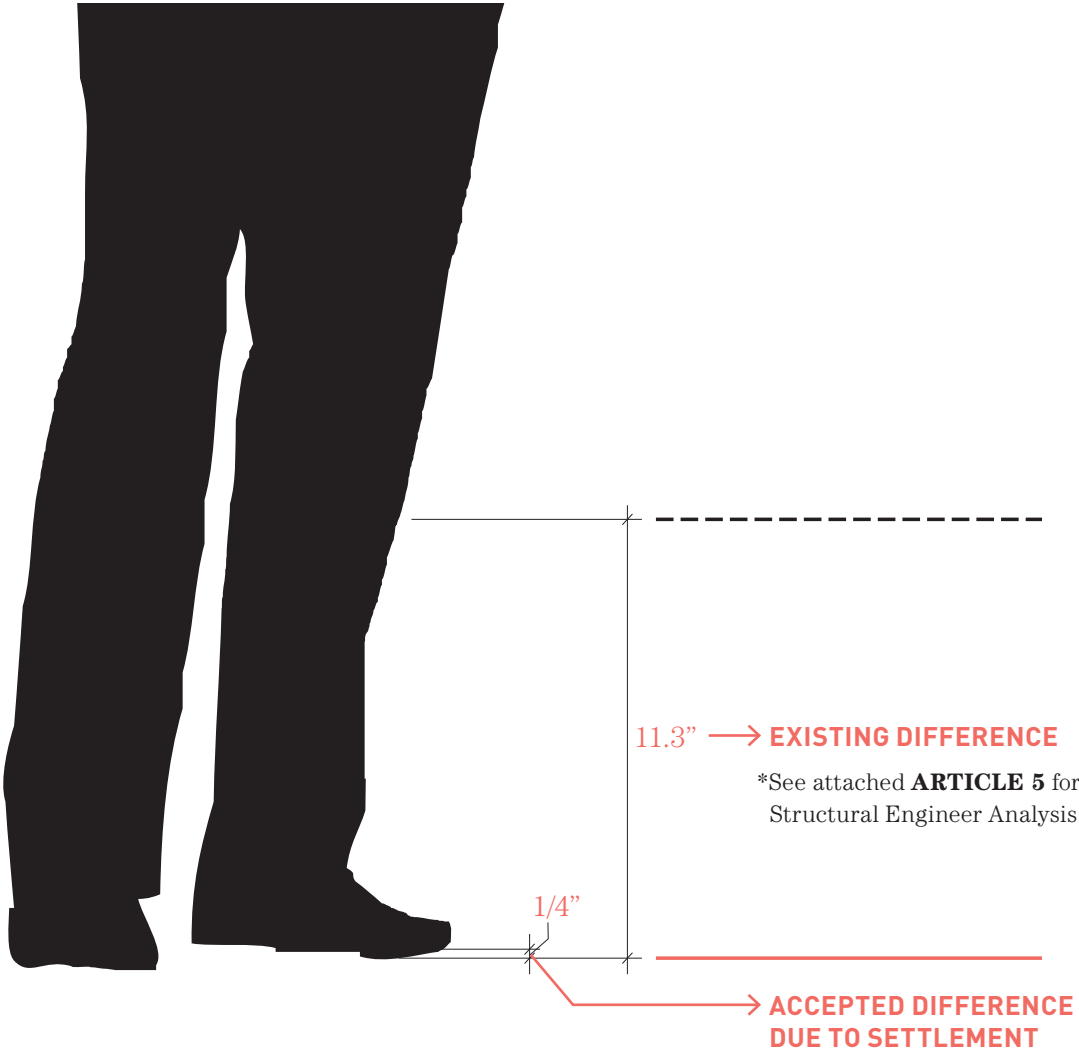 11.3” EXISTING DIFFERENCE
*See attached ARTICLE 5 for
Structural Engineer Analysis
1/4”
ACCEPTED DIFFERENCE
DUE TO SETTLEMENT